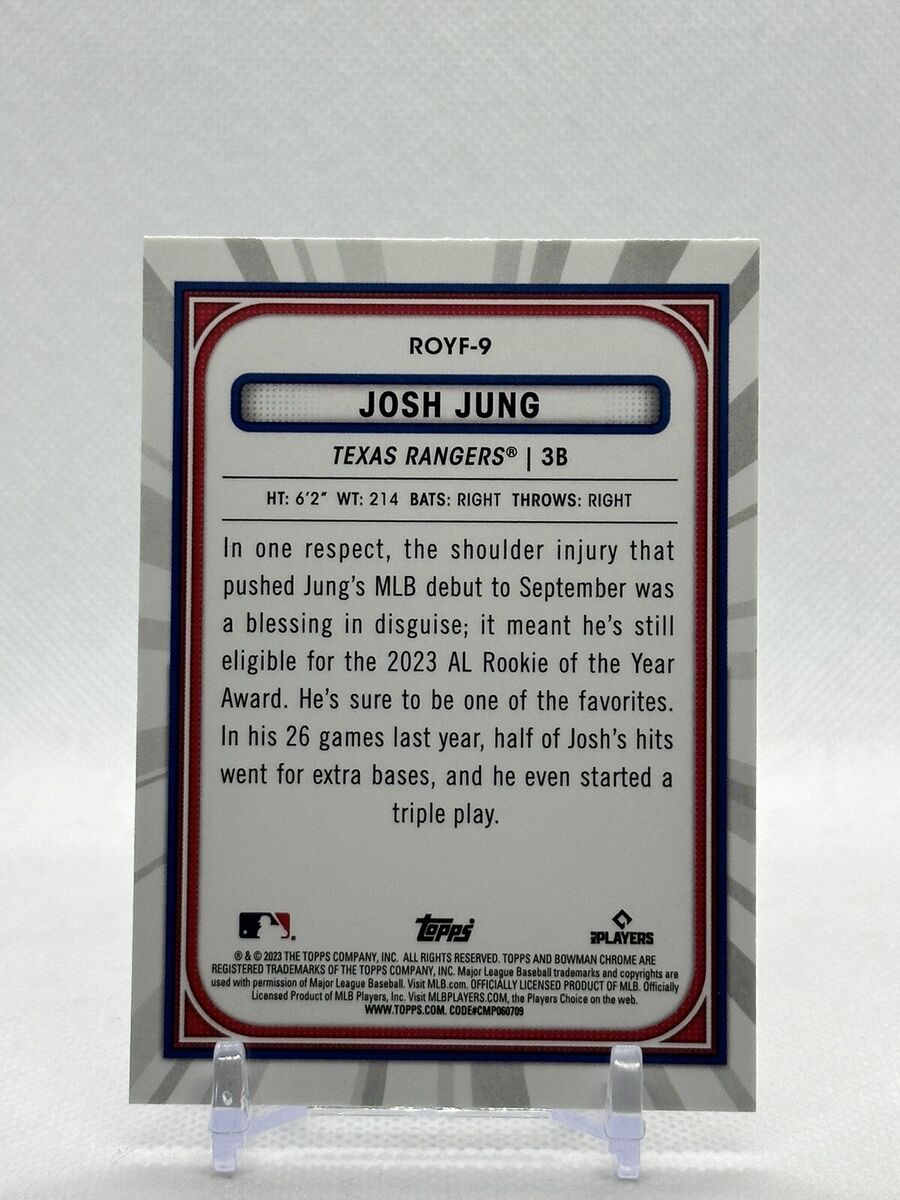 ROYF-9
JOSH JUNG
TEXAS RANGERS® | 3B
HT: 6'2" WT: 214 BATS: RIGHT THROWS: RIGHT
In one respect, the shoulder injury that
pushed Jung's MLB debut to September was
a blessing in disguise; it meant he's still
eligible for the 2023 AL Rookie of the Year
Award. He's sure to be one of the favorites.
In his 26 games last year, half of Josh's hits
went for extra bases, and he even started a
triple play.
topps
MLBPLAYERS
® & © 2023 THE TOPPS COMPANY, INC. ALL RIGHTS RESERVED. TOPPS AND BOWMAN CHROME ARE
REGISTERED TRADEMARKS OF THE TOPPS COMPANY, INC. Major League Baseball trademarks and copyrights are
used with permission of Major League Baseball. Visit MLB.com. OFFICIALLY LICENSED PRODUCT OF MLB. Officially
Licensed Product of MLB Players, Inc. Visit MLBPLAYERS.COM, the Players Choice on the web.
WWW.TOPPS.COM. CODE#CMP060709